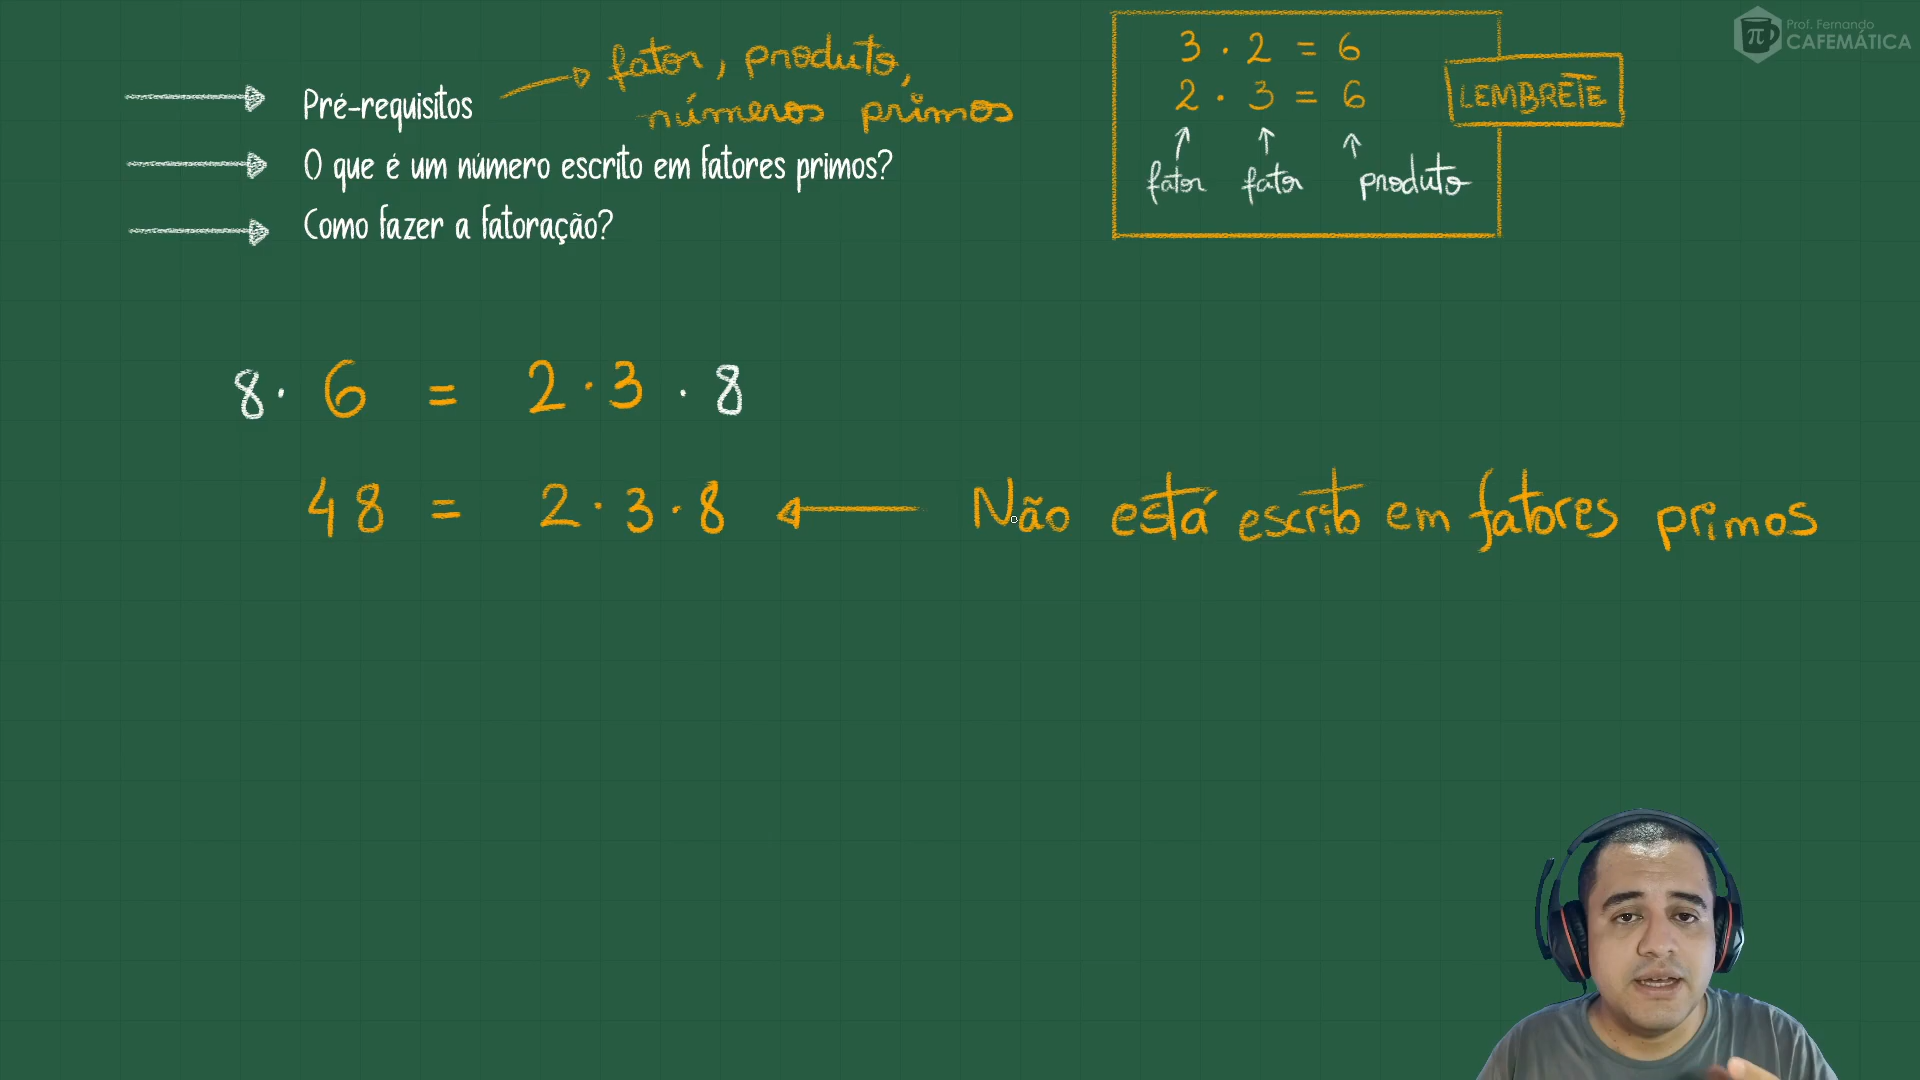 Pré-requisitos
fator, produto,
números primos
O que é um número escrito em fatores primos?
Como fazer a fatoração?
3 · 2 = 6
2 · 3 = 6
fator fator produto
LEMBRETE
Prof. Fernando
CAFEMÁTICA
8 · 6 = 2 · 3 · 8
48 = 2 · 3 · 8
Não está escrito em fatores primos